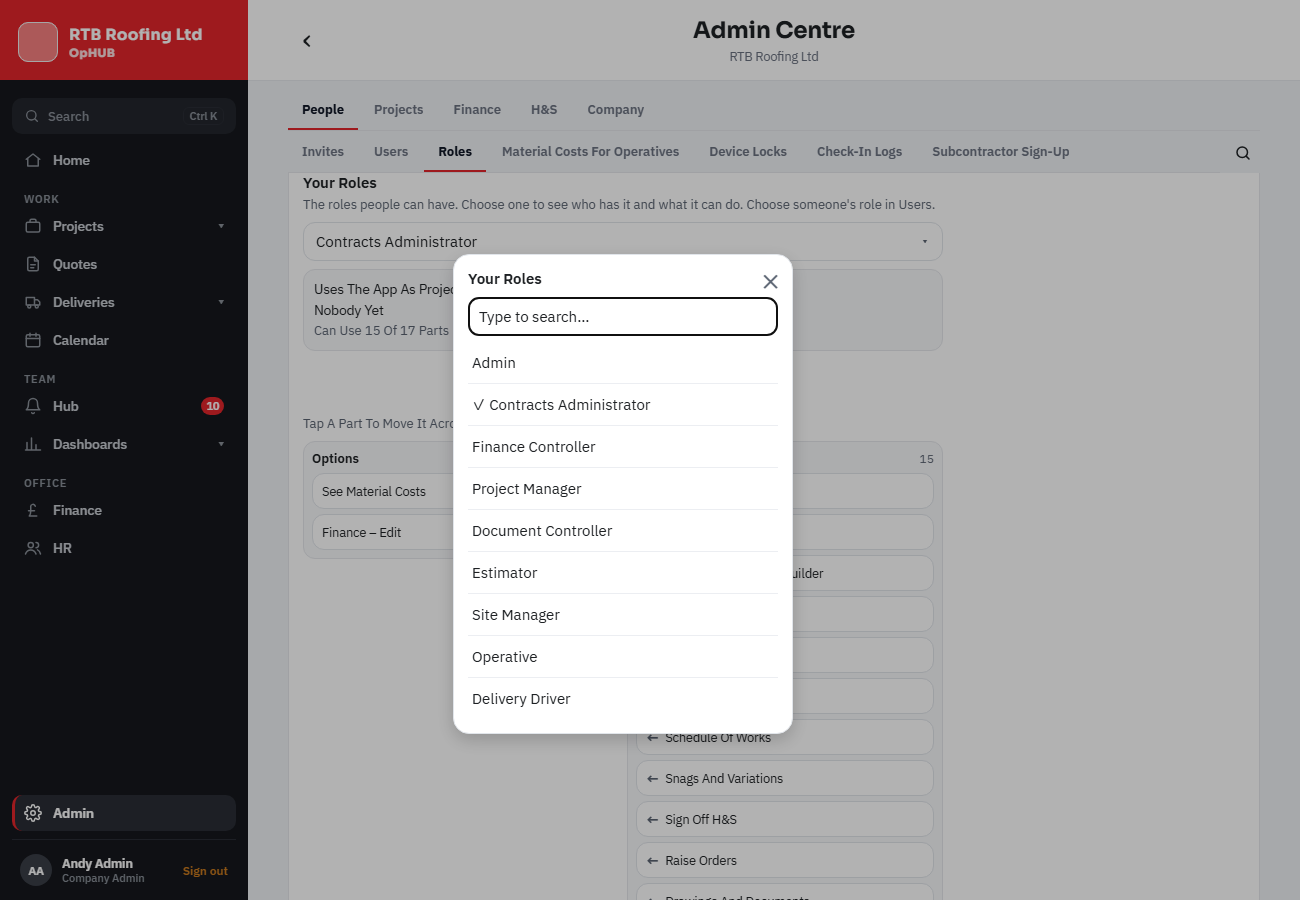 RTB Roofing Ltd
OpHUB
Search
Ctrl K
Home
WORK
Projects
Quotes
Deliveries
Calendar
TEAM
Hub
10
Dashboards
OFFICE
Finance
HR
Admin
AA
Andy Admin
Company Admin
Sign out
Admin Centre
RTB Roofing Ltd
People Projects Finance H&S Company
Invites Users Roles Material Costs For Operatives Device Locks Check-In Logs Subcontractor Sign-Up
Your Roles
The roles people can have. Choose one to see who has it and what it can do. Choose someone's role in Users.
Contracts Administrator
Uses The App As
Nobody Yet
Can Use 15 Of 17 Parts
Tap A Part To Move It
Options
See Material Costs
Finance – Edit
15
Your Roles
Type to search...
Admin
✓ Contracts Administrator
Finance Controller
Project Manager
Document Controller
Estimator
Site Manager
Operative
Delivery Driver
← Schedule Of Works
← Snags And Variations
← Sign Off H&S
← Raise Orders
Drawings And Documents